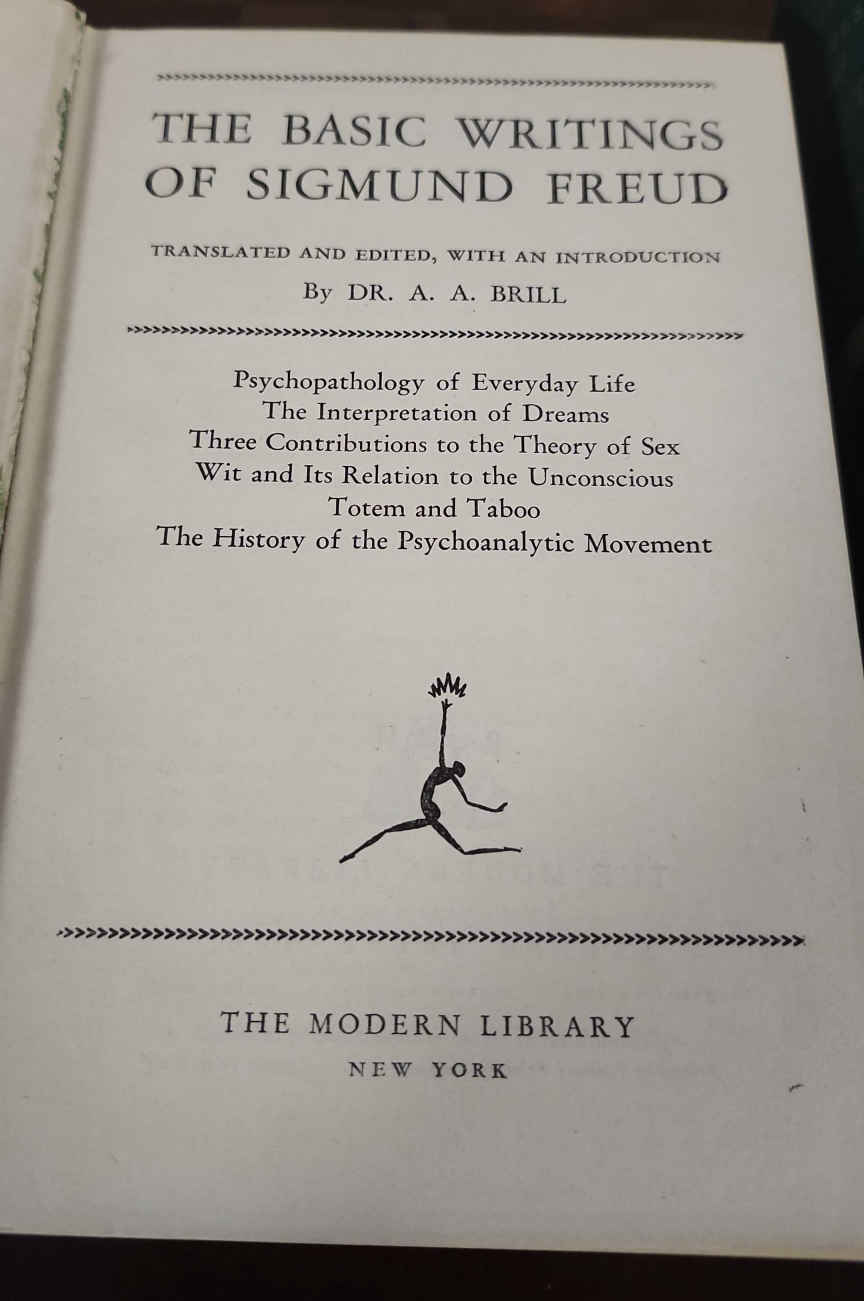 THE BASIC WRITINGS
OF SIGMUND FREUD
TRANSLATED AND EDITED, WITH AN INTRODUCTION
By DR. A. A. BRILL
Psychopathology of Everyday Life
The Interpretation of Dreams
Three Contributions to the Theory of Sex
Wit and Its Relation to the Unconscious
Totem and Taboo
The History of the Psychoanalytic Movement
THE MODERN LIBRARY
NEW YORK